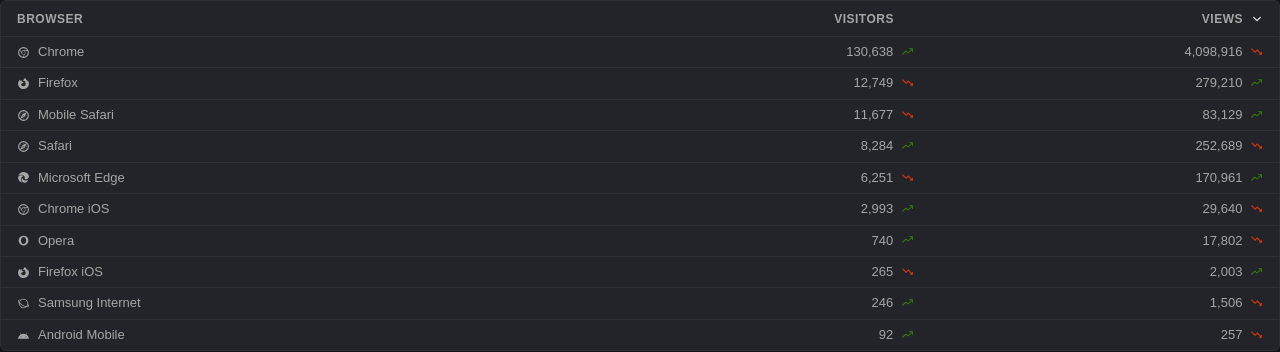 BROWSER VISITORS VIEWS
Chrome 130,638 4,098,916
Firefox 12,749 279,210
Mobile Safari 11,677 83,129
Safari 8,284 252,689
Microsoft Edge 6,251 170,961
Chrome iOS 2,993 29,640
Opera 740 17,802
Firefox iOS 265 2,003
Samsung Internet 246 1,506
Android Mobile 92 257